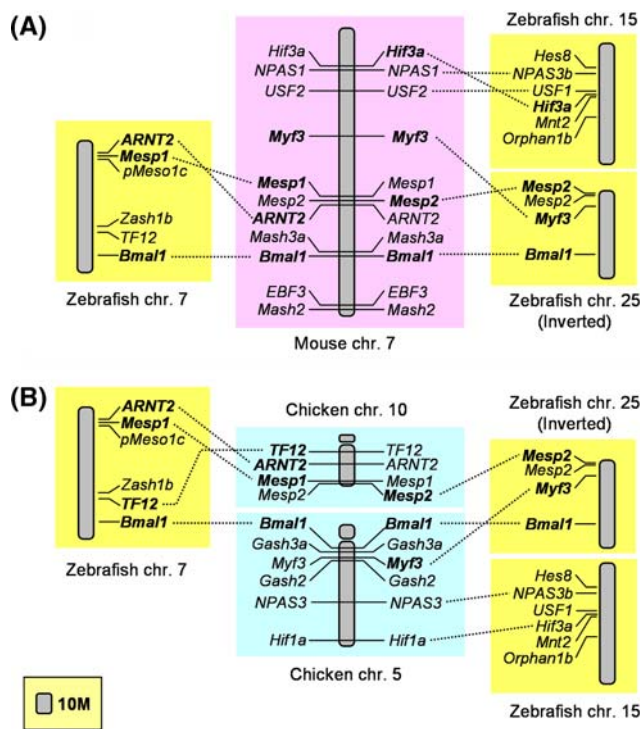 (A)
Zebrafish chr. 15
Hif3a
NPAS1
USF2
Myf3
Mesp1
Mesp2
ARNT2
Mash3a
Bmal1
EBF3
Mash2
Hif3a
NPAS1
USF2
Myf3
Mesp1
Mesp2
ARNT2
Mash3a
Bmal1
EBF3
Mash2
Mouse chr. 7
Hes8
NPAS3b
USF1
Hif3a
Mnt2
Orphan1b
ARNT2
Mesp1
pMeso1c
Zash1b
TF12
Bmal1
Zebrafish chr. 7
Mesp2
Mesp2
Myf3
Bmal1
Zebrafish chr. 25
(Inverted)
(B)
Chicken chr. 10
Zebrafish chr. 25
(Inverted)
ARNT2
Mesp1
pMeso1c
Zash1b
TF12
Bmal1
Zebrafish chr. 7
TF12
ARNT2
Mesp1
Mesp2
TF12
ARNT2
Mesp1
Mesp2
Bmal1
Gash3a
Myf3
Gash2
NPAS3
Hif1a
Bmal1
Gash3a
Myf3
Gash2
NPAS3
Hif1a
Chicken chr. 5
Mesp2
Mesp2
Myf3
Bmal1
Hes8
NPAS3b
USF1
Hif3a
Mnt2
Orphan1b
Zebrafish chr. 15
10M